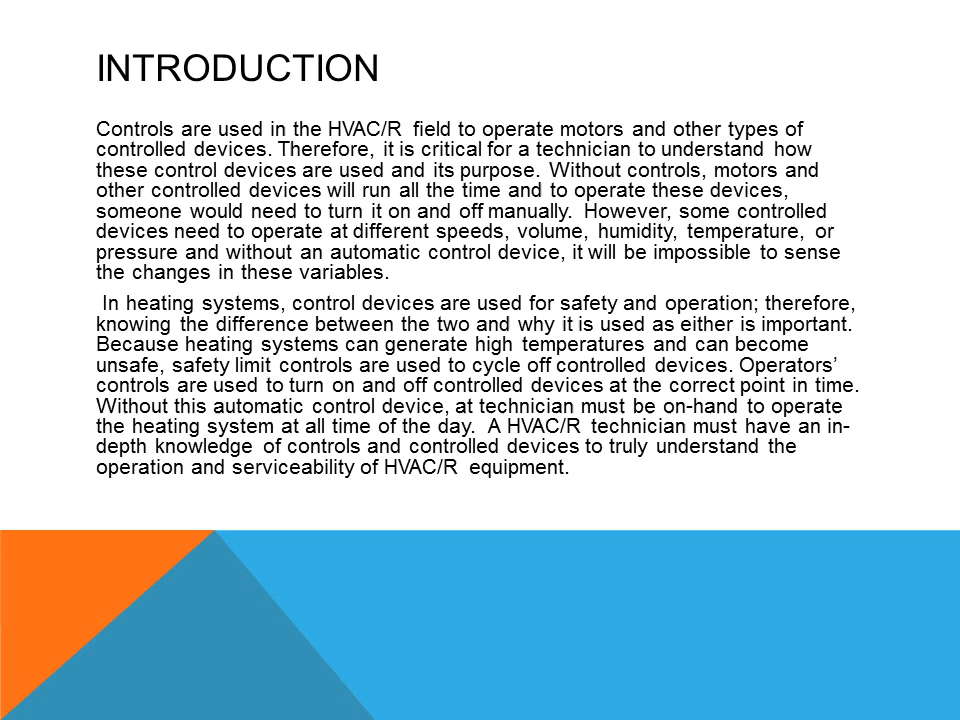 INTRODUCTION
Controls are used in the HVAC/R field to operate motors and other types of
controlled devices. Therefore, it is critical for a technician to understand how
these control devices are used and its purpose. Without controls, motors and
other controlled devices will run all the time and to operate these devices,
someone would need to turn it on and off manually. However, some controlled
devices need to operate at different speeds, volume, humidity, temperature, or
pressure and without an automatic control device, it will be impossible to sense
the changes in these variables.
In heating systems, control devices are used for safety and operation; therefore,
knowing the difference between the two and why it is used as either is important.
Because heating systems can generate high temperatures and can become
unsafe, safety limit controls are used to cycle off controlled devices. Operators’
controls are used to turn on and off controlled devices at the correct point in time.
Without this automatic control device, at technician must be on-hand to operate
the heating system at all time of the day. A HVAC/R technician must have an in-
depth knowledge of controls and controlled devices to truly understand the
operation and serviceability of HVAC/R equipment.